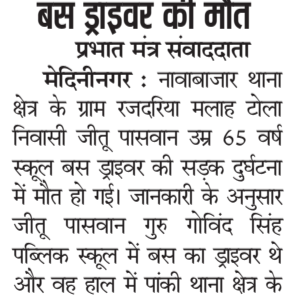 बस ड्राइवर की मौत
प्रभात मंत्र संवाददाता
मेदिनीनगर : नावाबाजार थाना
क्षेत्र के ग्राम रजदरिया मलाह टोला
निवासी जीतू पासवान उम्र 65 वर्ष
स्कूल बस ड्राइवर की सड़क दुर्घटना
में मौत हो गई। जानकारी के अनुसार
जीतू पासवान गुरु गोविंद सिंह
पब्लिक स्कूल में बस का ड्राइवर थे
और वह हाल में पांकी थाना क्षेत्र के